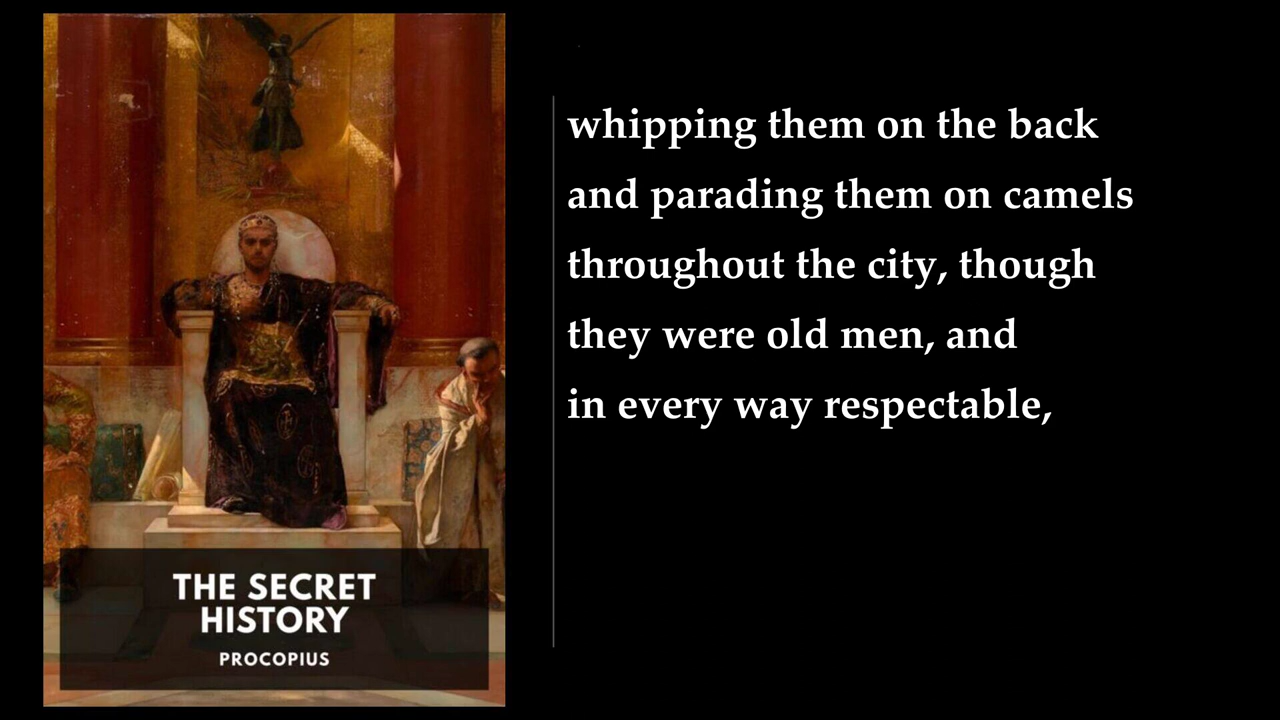 whipping them on the back
and parading them on camels
throughout the city, though
they were old men, and
in every way respectable,
THE SECRET
HISTORY
PROCOPIUS